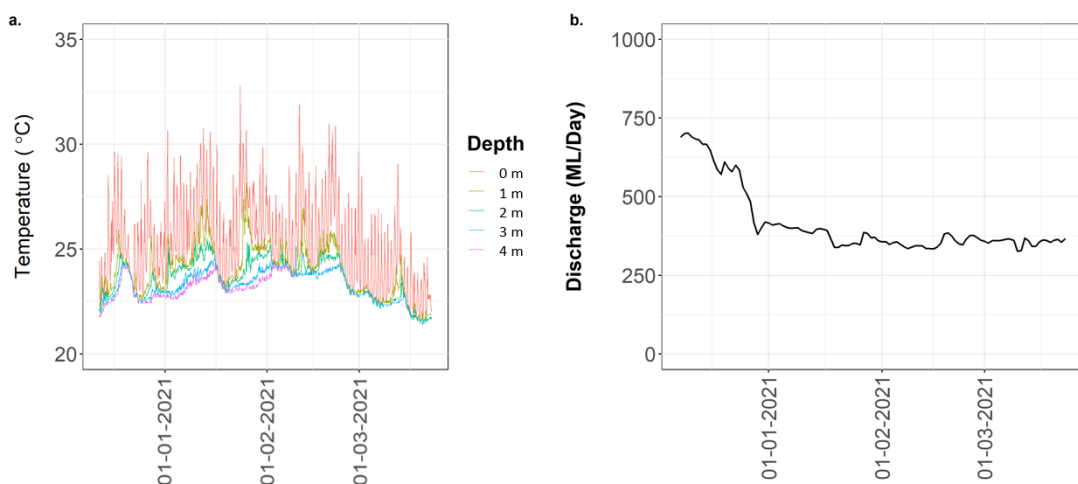 a.
Temperature ( °C)
35
30
25
20
01-01-2021
01-02-2021
01-03-2021
Depth
0 m
1 m
2 m
3 m
4 m
b.
Discharge (ML/Day)
1000
750
500
250
0
01-01-2021
01-02-2021
01-03-2021